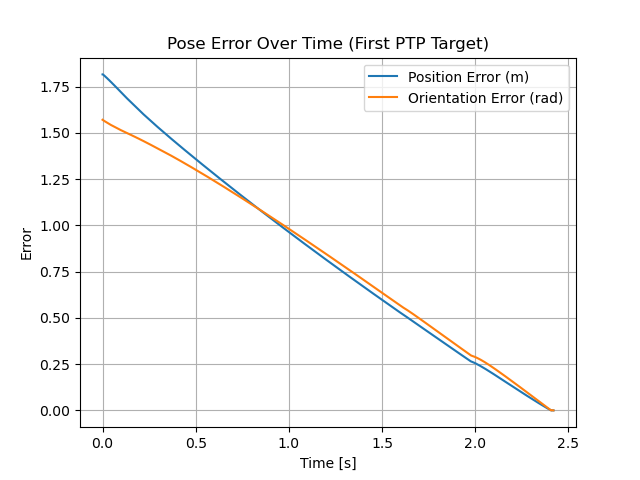 Pose Error Over Time (First PTP Target)
Position Error (m)
Orientation Error (rad)
Error
1.75
1.50
1.25
1.00
0.75
0.50
0.25
0.00
0.0 0.5 1.0 1.5 2.0 2.5
Time [s]